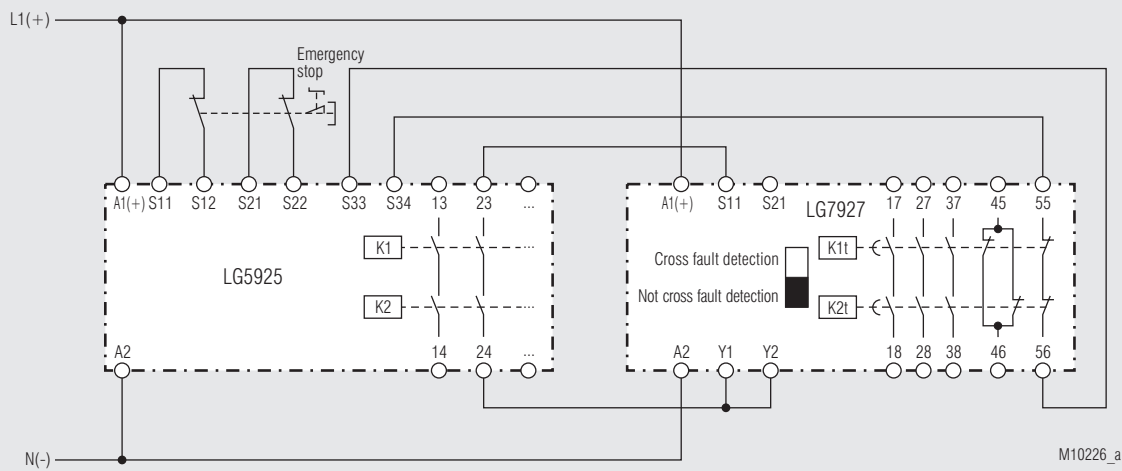 L1(+)
Emergency
stop
A1(+) S11 S12 S21 S22 S33 S34 13 23 ...
A1(+) S11 S21 LG7927 17 27 37 45 55
K1 ...
K1t
Cross fault detection
LG5925
Not cross fault detection
K2 ...
K2t
A2 14 24 ...
A2 Y1 Y2 18 28 38 46 56
N(-)
M10226_a